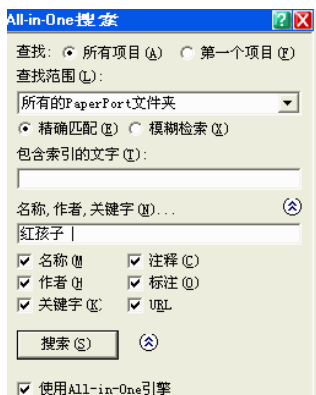 All-in-One搜索
查找: 所有项目(A) 第一个项目(F)
查找范围(L):
所有的PaperPort文件夹
精确匹配(E) 模糊检索(X)
包含索引的文字(T):
名称,作者,关键字(N)...
红孩子
名称(M 注释(C)
作者(H 标注(O)
关键字(K) URL
搜索(S)
使用All-in-One引擎